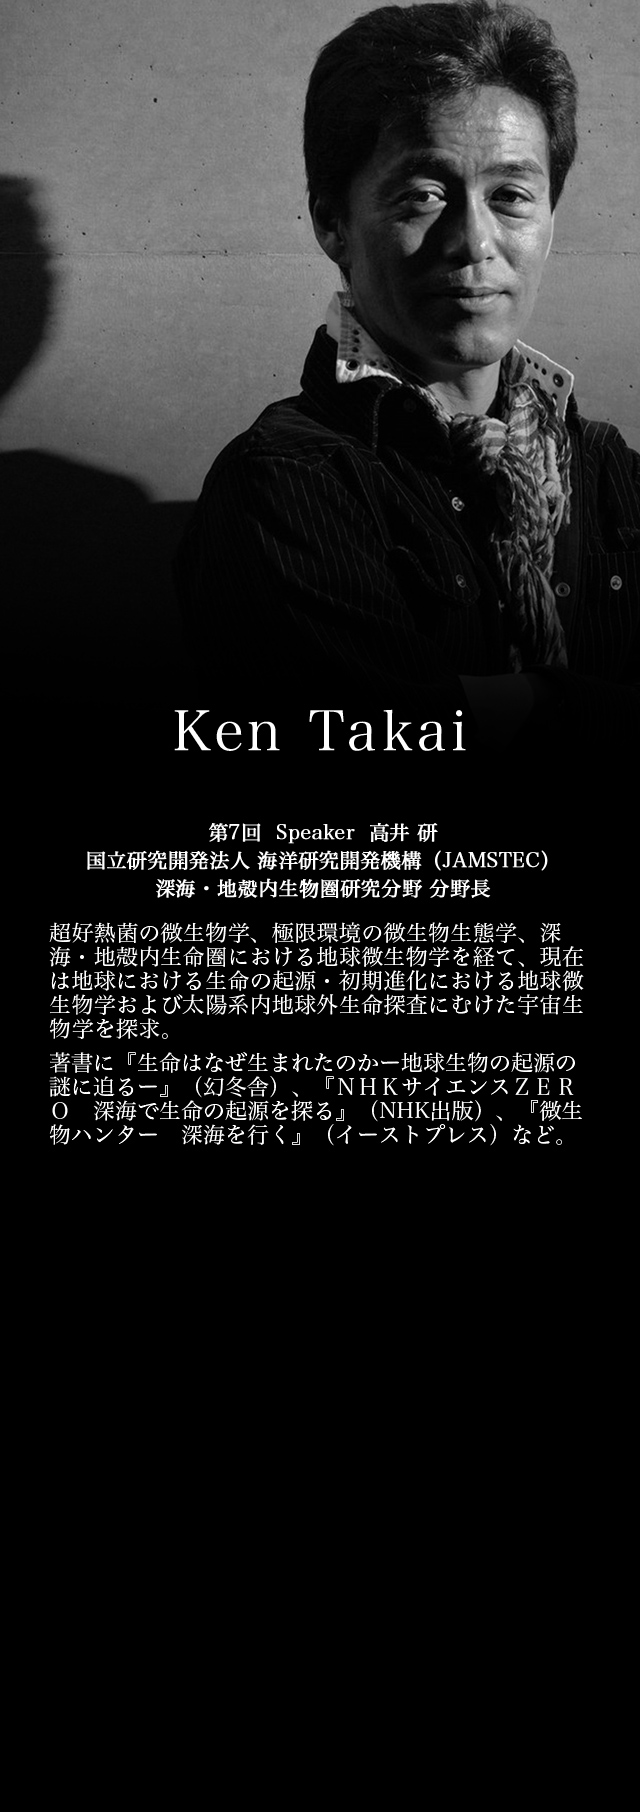 Ken Takai
第7回 Speaker 高井 研
国立研究開発法人 海洋研究開発機構（JAMSTEC）
深海・地殻内生物圏研究分野 分野長
超好熱菌の微生物学、極限環境の微生物生態学、深
海・地殻内生命圏における地球微生物学を経て、現在
は地球における生命の起源・初期進化における地球微
生物学および太陽系内地球外生命探査にむけた宇宙生
物学を探求。
著書に『生命はなぜ生まれたのかー地球生物の起源の
謎に迫るー』（幻冬舎）、『ＮＨＫサイエンスＺＥＲ
Ｏ　深海で生命の起源を探る』（NHK出版）、『微生
物ハンター　深海を行く』（イーストプレス）など。